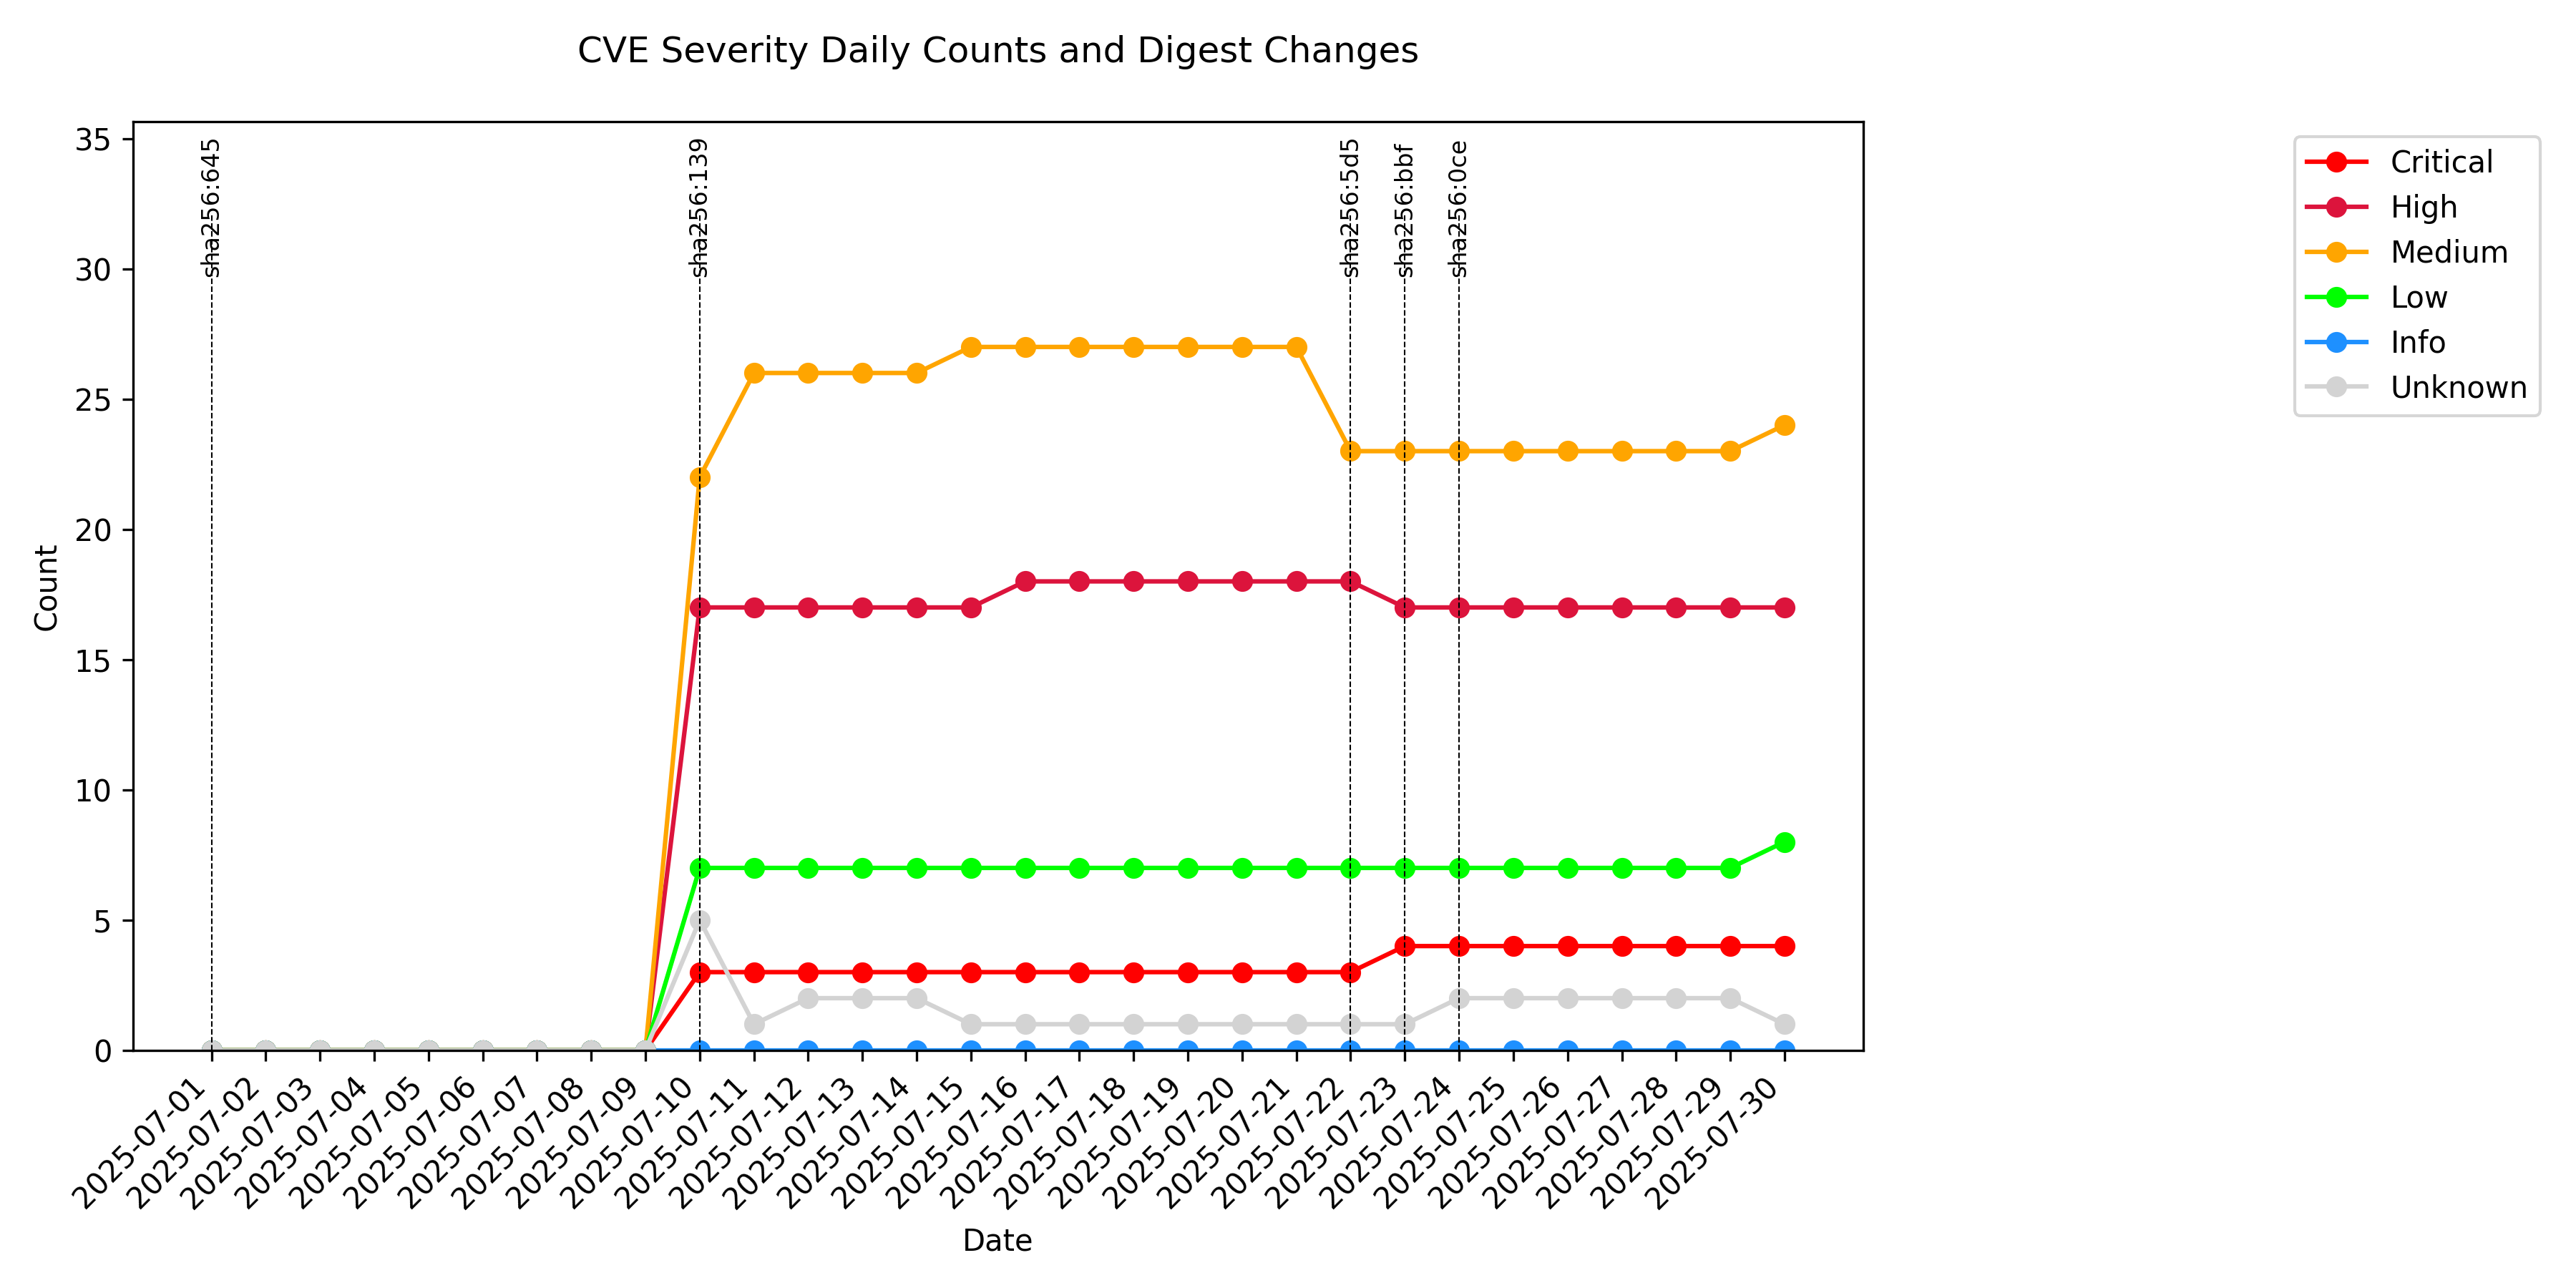 CVE Severity Daily Counts and Digest Changes
35
30
25
20
15
10
5
0
Count
sha256:645
sha256:139
sha256:5d5
sha256:bbf
sha256:0ce
Critical
High
Medium
Low
Info
Unknown
2025-07-01
2025-07-02
2025-07-03
2025-07-04
2025-07-05
2025-07-06
2025-07-07
2025-07-08
2025-07-09
2025-07-10
2025-07-11
2025-07-12
2025-07-13
2025-07-14
2025-07-15
2025-07-16
2025-07-17
2025-07-18
2025-07-19
2025-07-20
2025-07-21
2025-07-22
2025-07-23
2025-07-24
2025-07-25
2025-07-26
2025-07-27
2025-07-28
2025-07-29
2025-07-30
Date